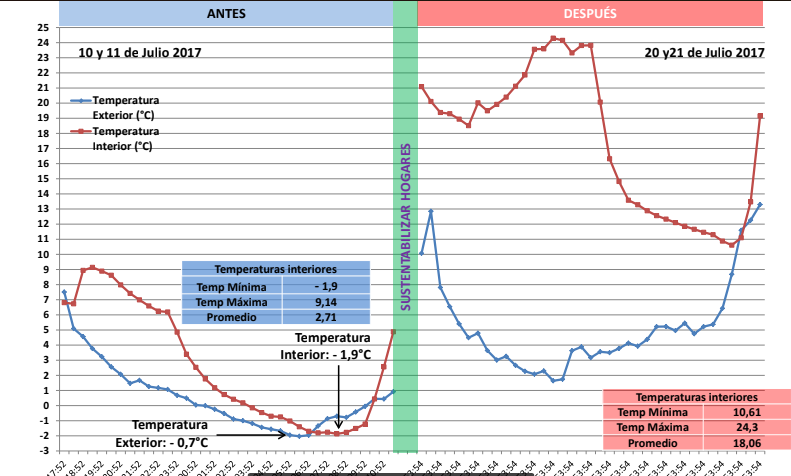 ANTES
DESPUÉS
10 y 11 de Julio 2017
20 y21 de Julio 2017
25
24
23
22
21
20
19
18
17
16
15
14
13
12
11
10
9
8
7
6
5
4
3
2
1
0
-1
-2
-3
Temperatura
Exterior (°C)
Temperatura
Interior (°C)
SUSTENTABILIZAR HOGARES
Temperaturas interiores
Temp Mínima - 1,9
Temp Máxima 9,14
Promedio 2,71
Temperatura
Interior: - 1,9°C
Temperatura
Exterior: - 0,7°C
Temperaturas interiores
Temp Mínima 10,61
Temp Máxima 24,3
Promedio 18,06